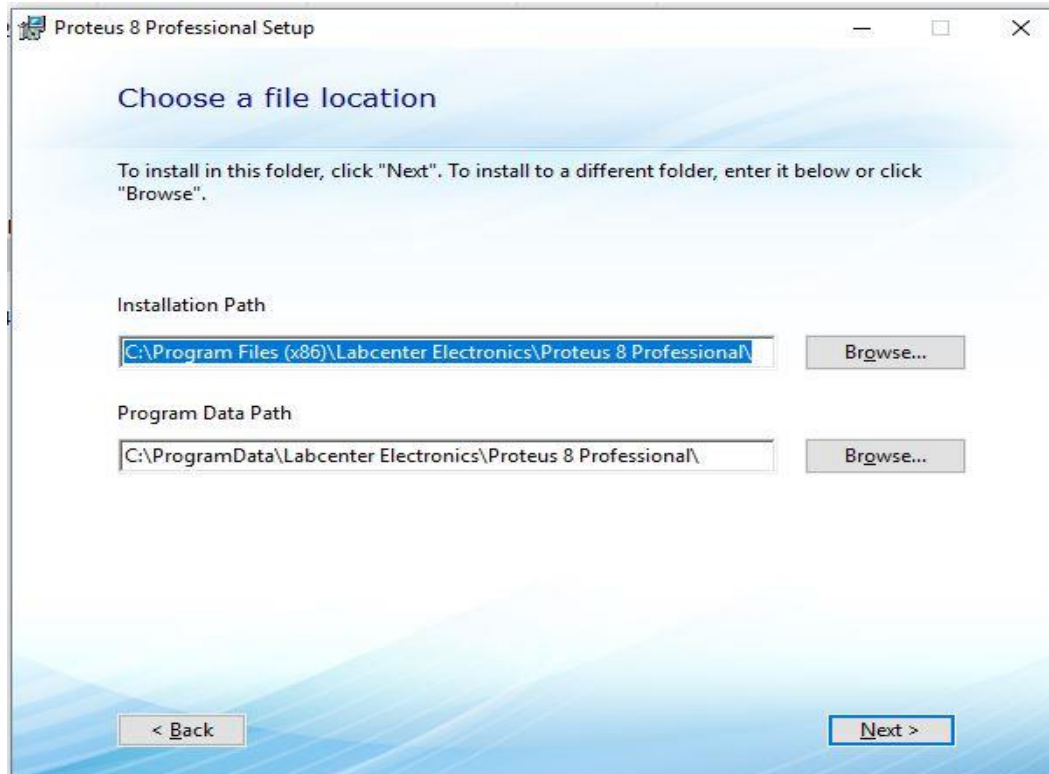 Proteus 8 Professional Setup
Choose a file location
To install in this folder, click "Next". To install to a different folder, enter it below or click
"Browse".
Installation Path
C:\Program Files (x86)\Labcenter Electronics\Proteus 8 Professional\
Browse...
Program Data Path
C:\ProgramData\Labcenter Electronics\Proteus 8 Professional\
Browse...
< Back
Next >